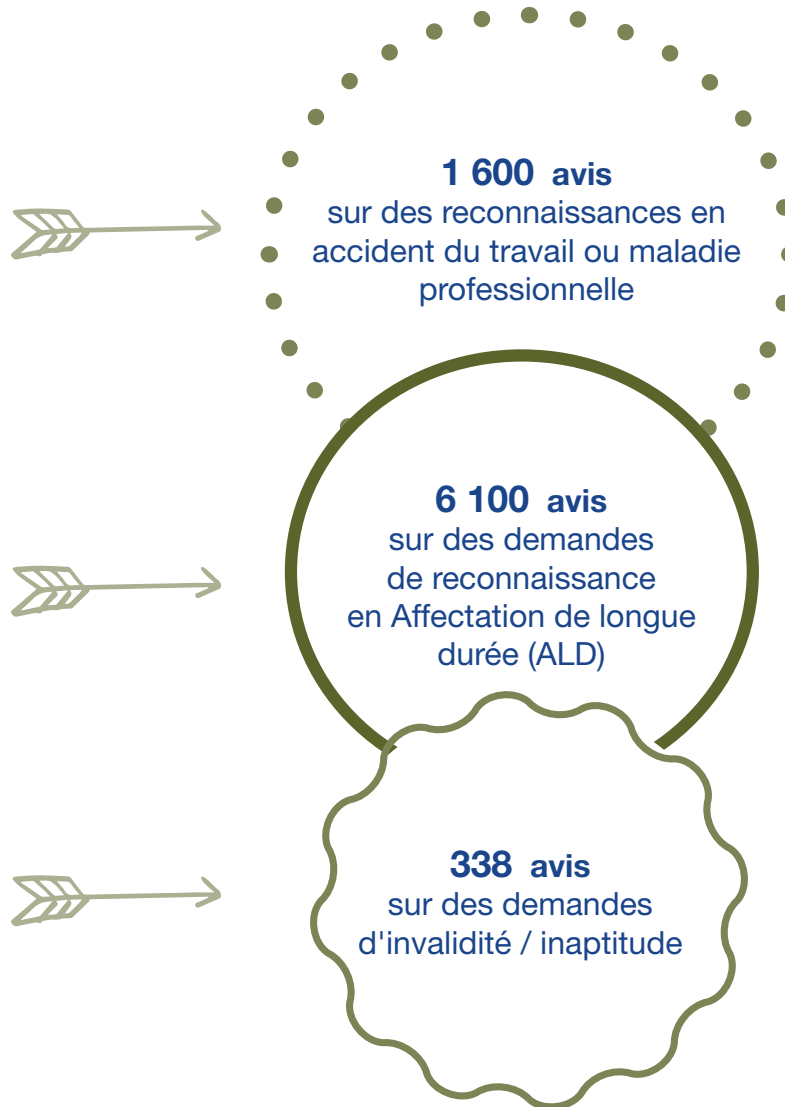 1 600 avis
sur des reconnaissances en
accident du travail ou maladie
professionnelle
6 100 avis
sur des demandes
de reconnaissance
en Affectation de longue
durée (ALD)
338 avis
sur des demandes
d'invalidité / inaptitude